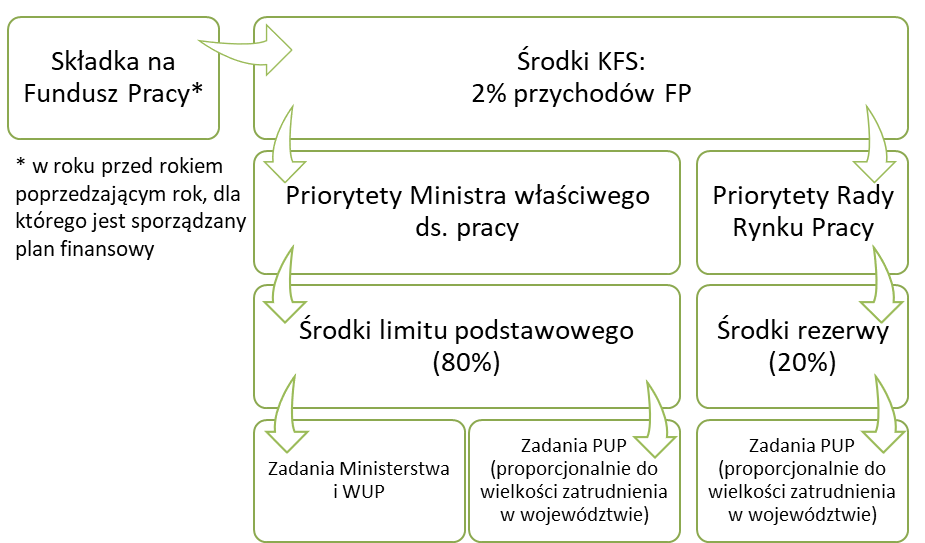 Składka na
Fundusz Pracy*
Środki KFS:
2% przychodów FP
* w roku przed rokiem
poprzedzającym rok, dla
którego jest sporządzany
plan finansowy
Priorytety Ministra właściwego
ds. pracy
Priorytety Rady
Rynku Pracy
Środki limitu podstawowego
(80%)
Środki rezerwy
(20%)
Zadania Ministerstwa
i WUP
Zadania PUP
(proporcjonalnie do
wielkości zatrudnienia
w województwie)
Zadania PUP
(proporcjonalnie do
wielkości zatrudnienia
w województwie)